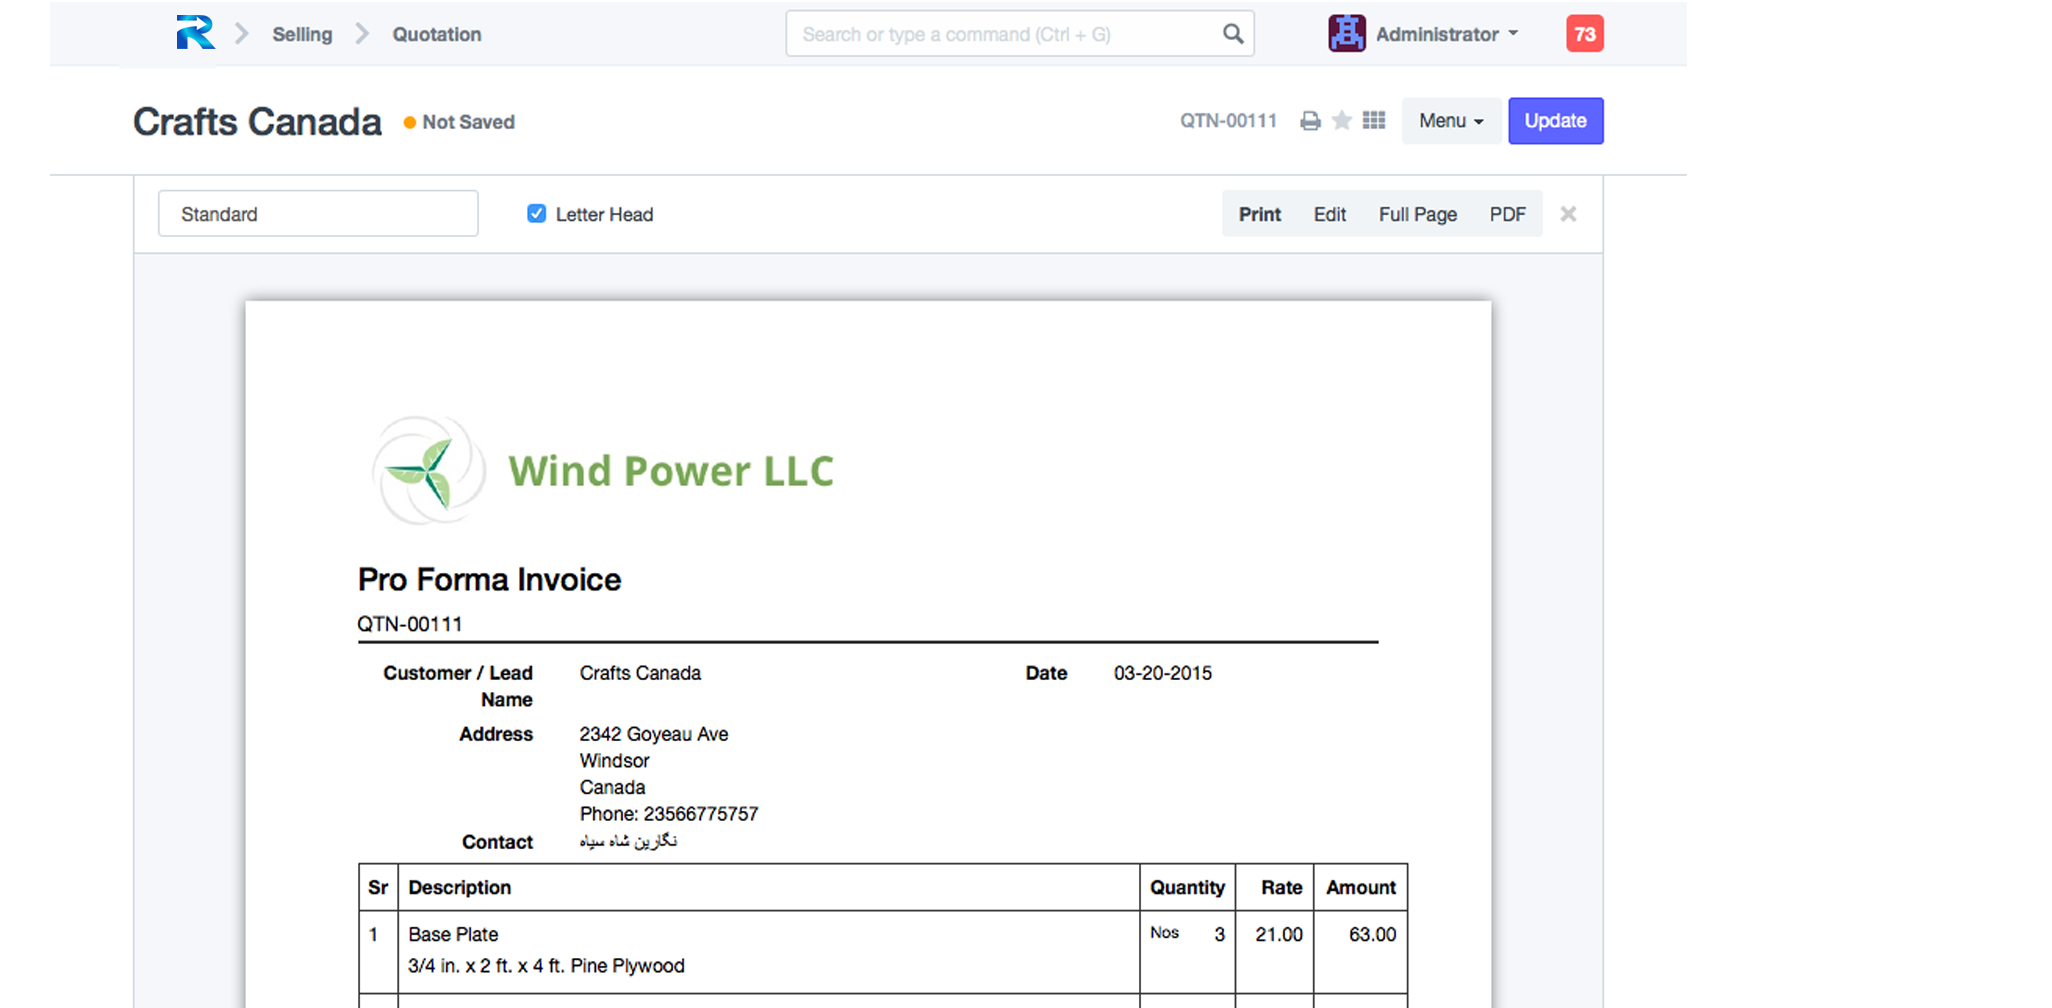 Selling Quotation Search or type a command (Ctrl + G) Administrator 73
Crafts Canada Not Saved QTN-00111 Menu Update
Standard Letter Head Print Edit Full Page PDF
Wind Power LLC
Pro Forma Invoice
QTN-00111
Customer / Lead Name Crafts Canada Date 03-20-2015
Address 2342 Goyeau Ave
Windsor
Canada
Phone: 23566775757
Contact نگارین شاه سیاه
Sr Description Quantity Rate Amount
1 Base Plate Nos 3 21.00 63.00
3/4 in. x 2 ft. x 4 ft. Pine Plywood